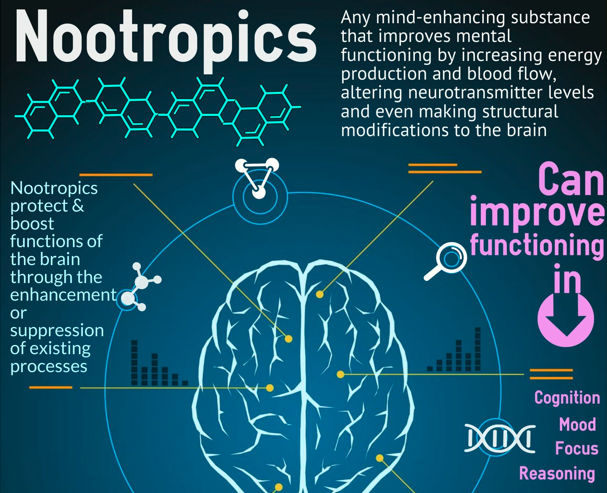 Nootropics
Any mind-enhancing substance
that improves mental
functioning by increasing energy
production and blood flow,
altering neurotransmitter levels
and even making structural
modifications to the brain
Nootropics
protect &
boost
functions of
the brain
through the
enhancement
or
suppression
of existing
processes
Can
improve
functioning
in
Cognition
Mood
Focus
Reasoning